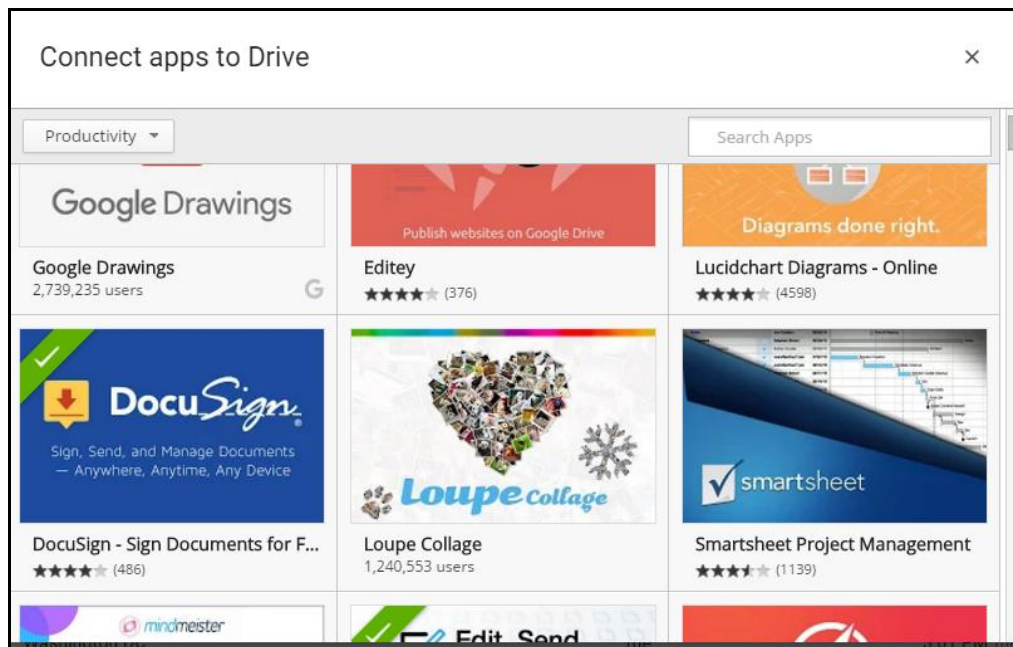 Connect apps to Drive
Productivity
Search Apps
Google Drawings
Publish websites on Google Drive
Diagrams done right.
Google Drawings
2,739,235 users
G
Editey
(376)
Lucidchart Diagrams - Online
(4598)
DocuSign
Sign, Send, and Manage Documents
— Anywhere, Anytime, Any Device
Loupe Collage
smartsheet
DocuSign - Sign Documents for F...
(486)
Loupe Collage
1,240,553 users
Smartsheet Project Management
(1139)
mindmeister
Edit, Send